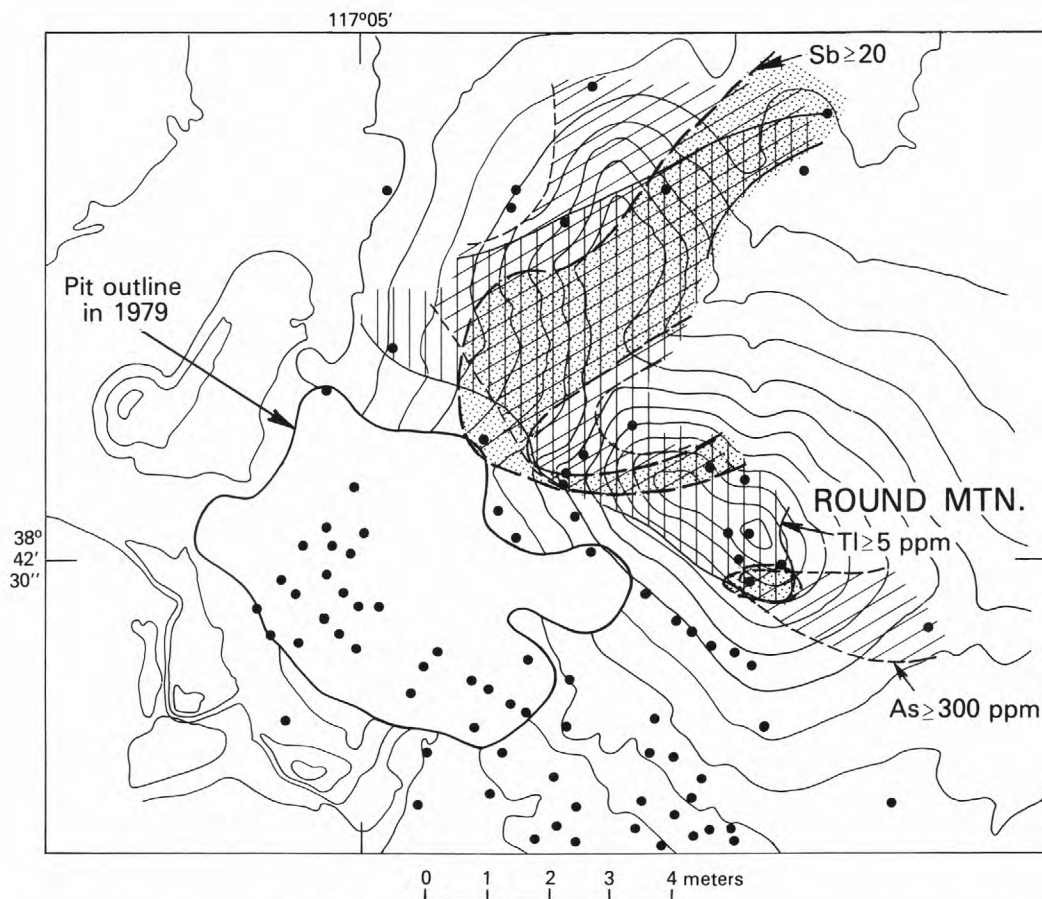 117°05′
Sb≥20
Pit outline
in 1979
ROUND MTN.
Tl≥5 ppm
38°
42′
30′′
As≥300 ppm
0 1 2 3 4 meters